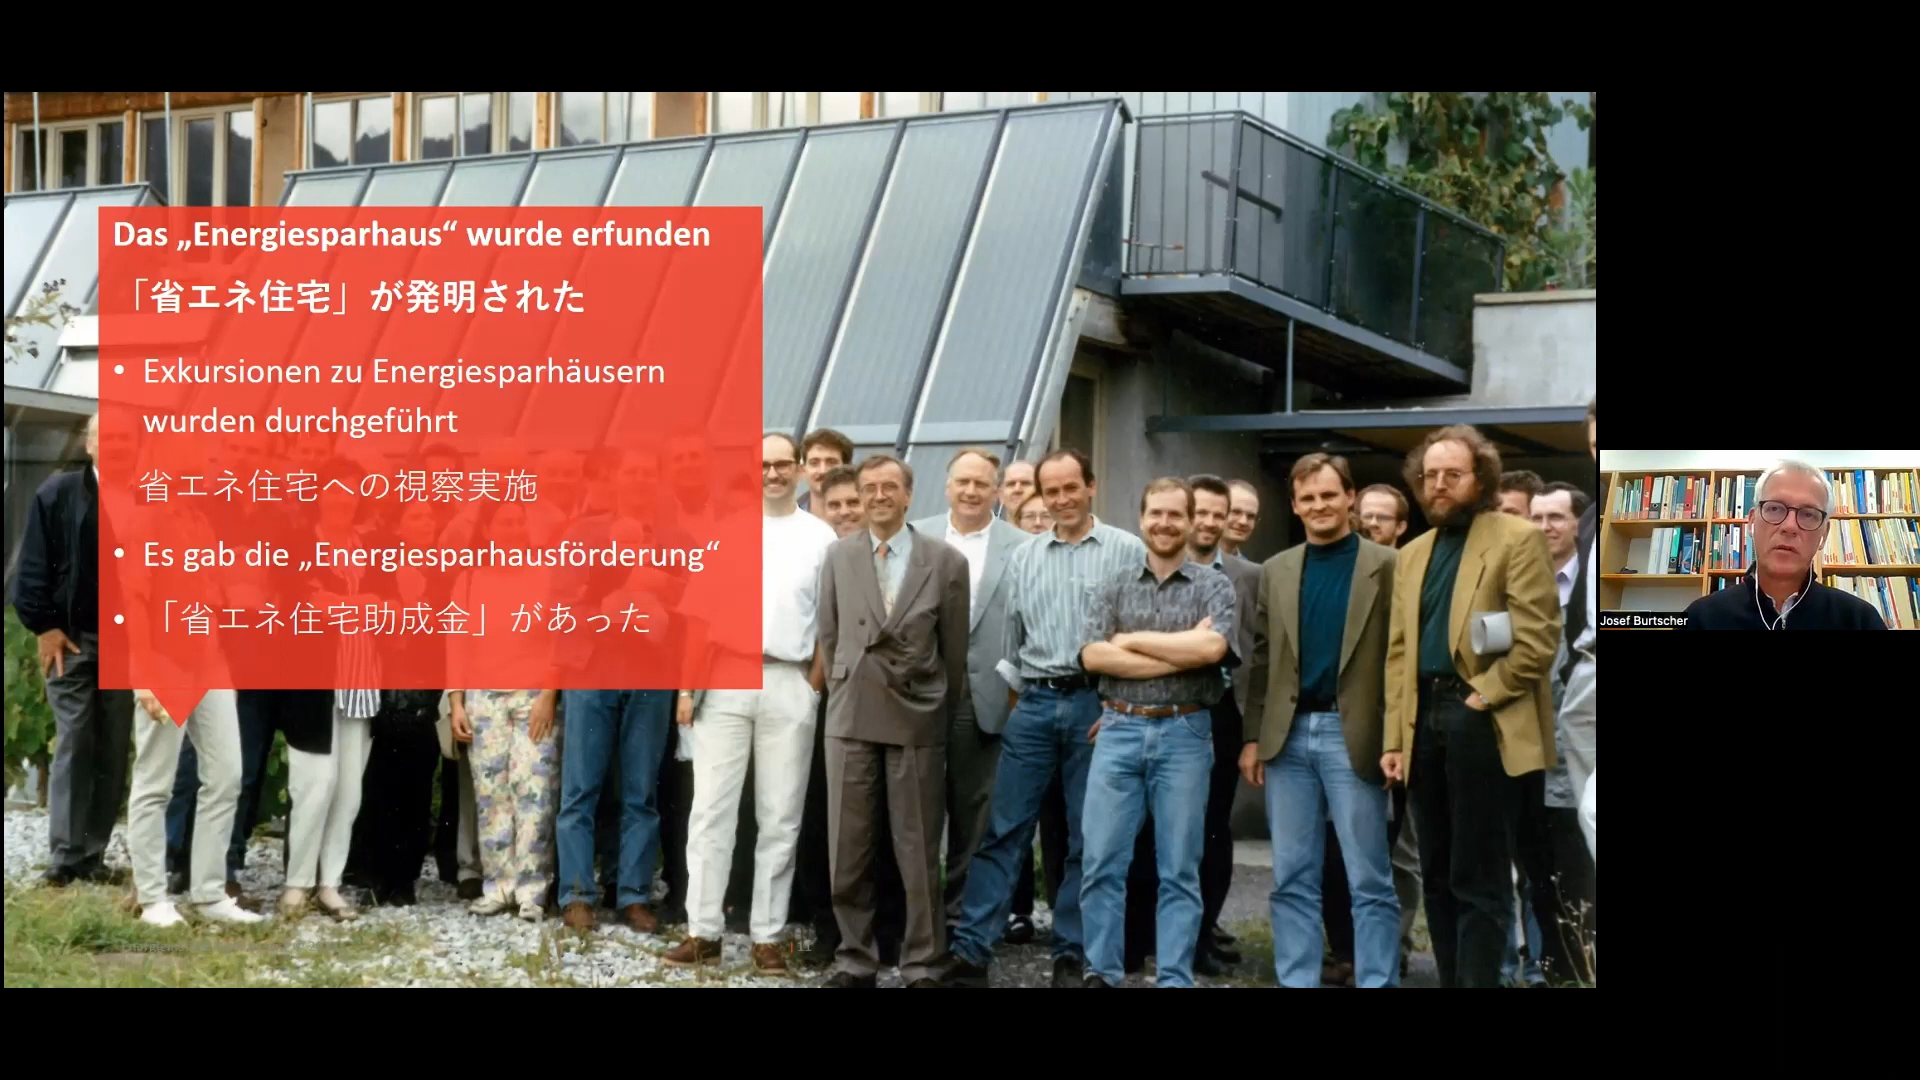 Das „Energiesparhaus“ wurde erfunden
「省エネ住宅」が発明された
• Exkursionen zu Energiesparhäusern
wurden durchgeführt
省エネ住宅への視察実施
• Es gab die „Energiesparhausförderung“
• 「省エネ住宅助成金」があった
| 11
Josef Burtscher